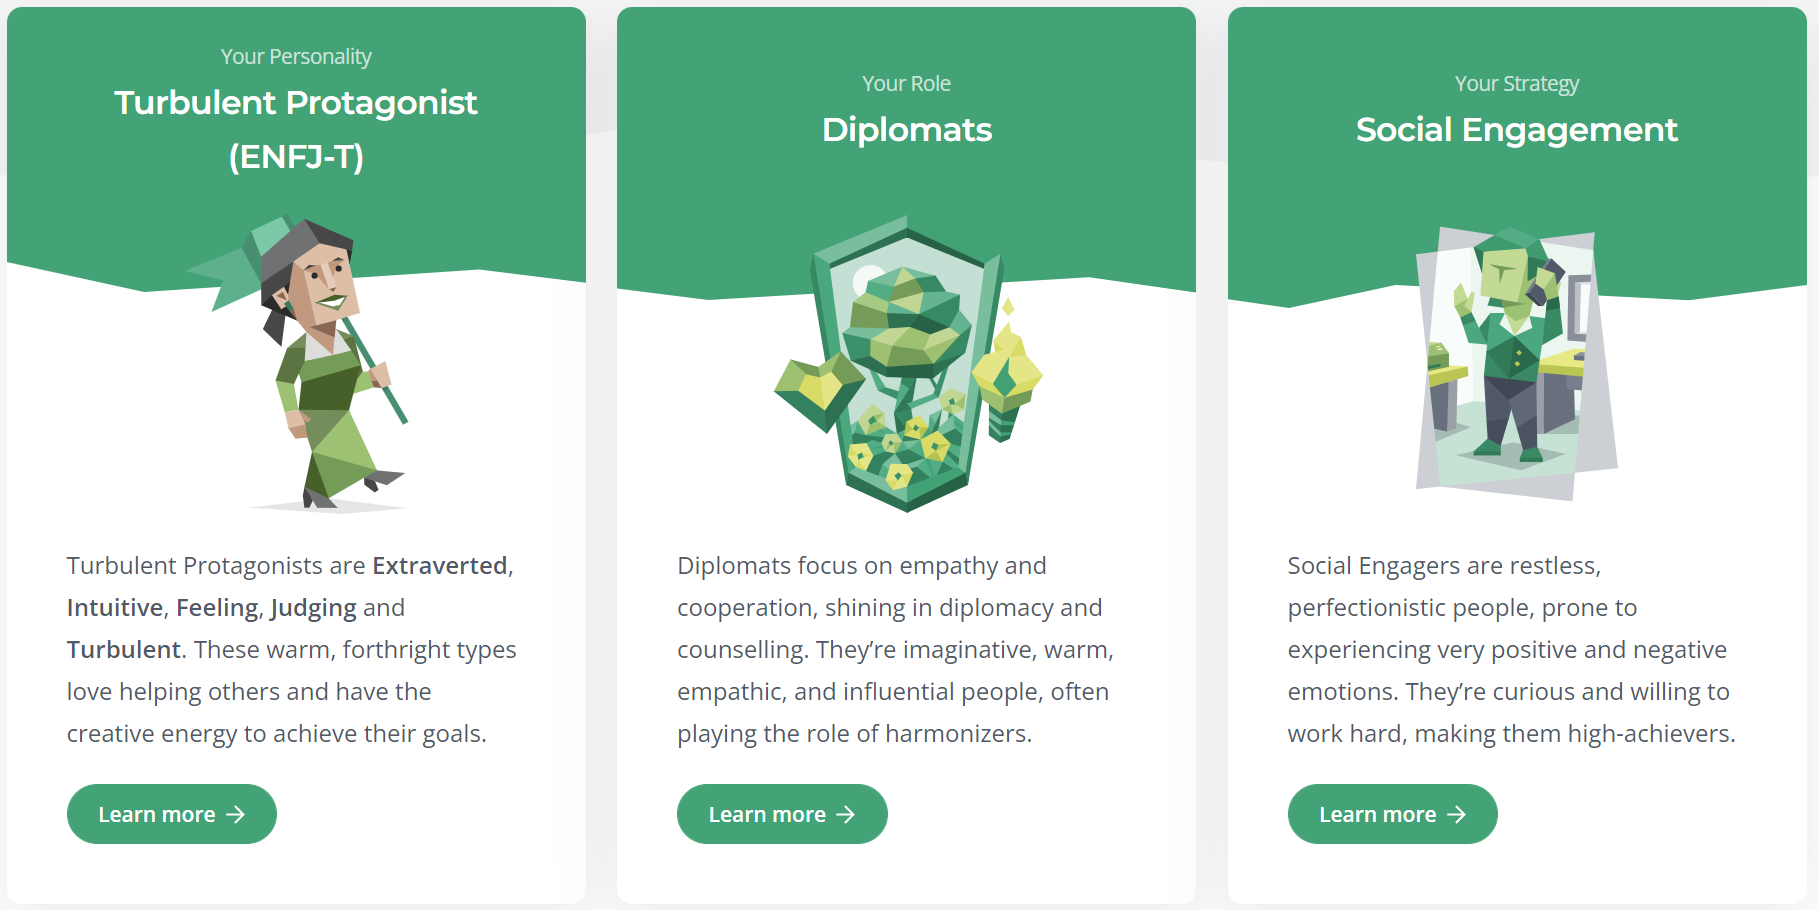 Your Personality
Turbulent Protagonist
(ENFJ-T)
Turbulent Protagonists are Extraverted,
Intuitive, Feeling, Judging and
Turbulent. These warm, forthright types
love helping others and have the
creative energy to achieve their goals.
Learn more →
Your Role
Diplomats
Diplomats focus on empathy and
cooperation, shining in diplomacy and
counselling. They’re imaginative, warm,
empathic, and influential people, often
playing the role of harmonizers.
Learn more →
Your Strategy
Social Engagement
Social Engagers are restless,
perfectionistic people, prone to
experiencing very positive and negative
emotions. They’re curious and willing to
work hard, making them high-achievers.
Learn more →